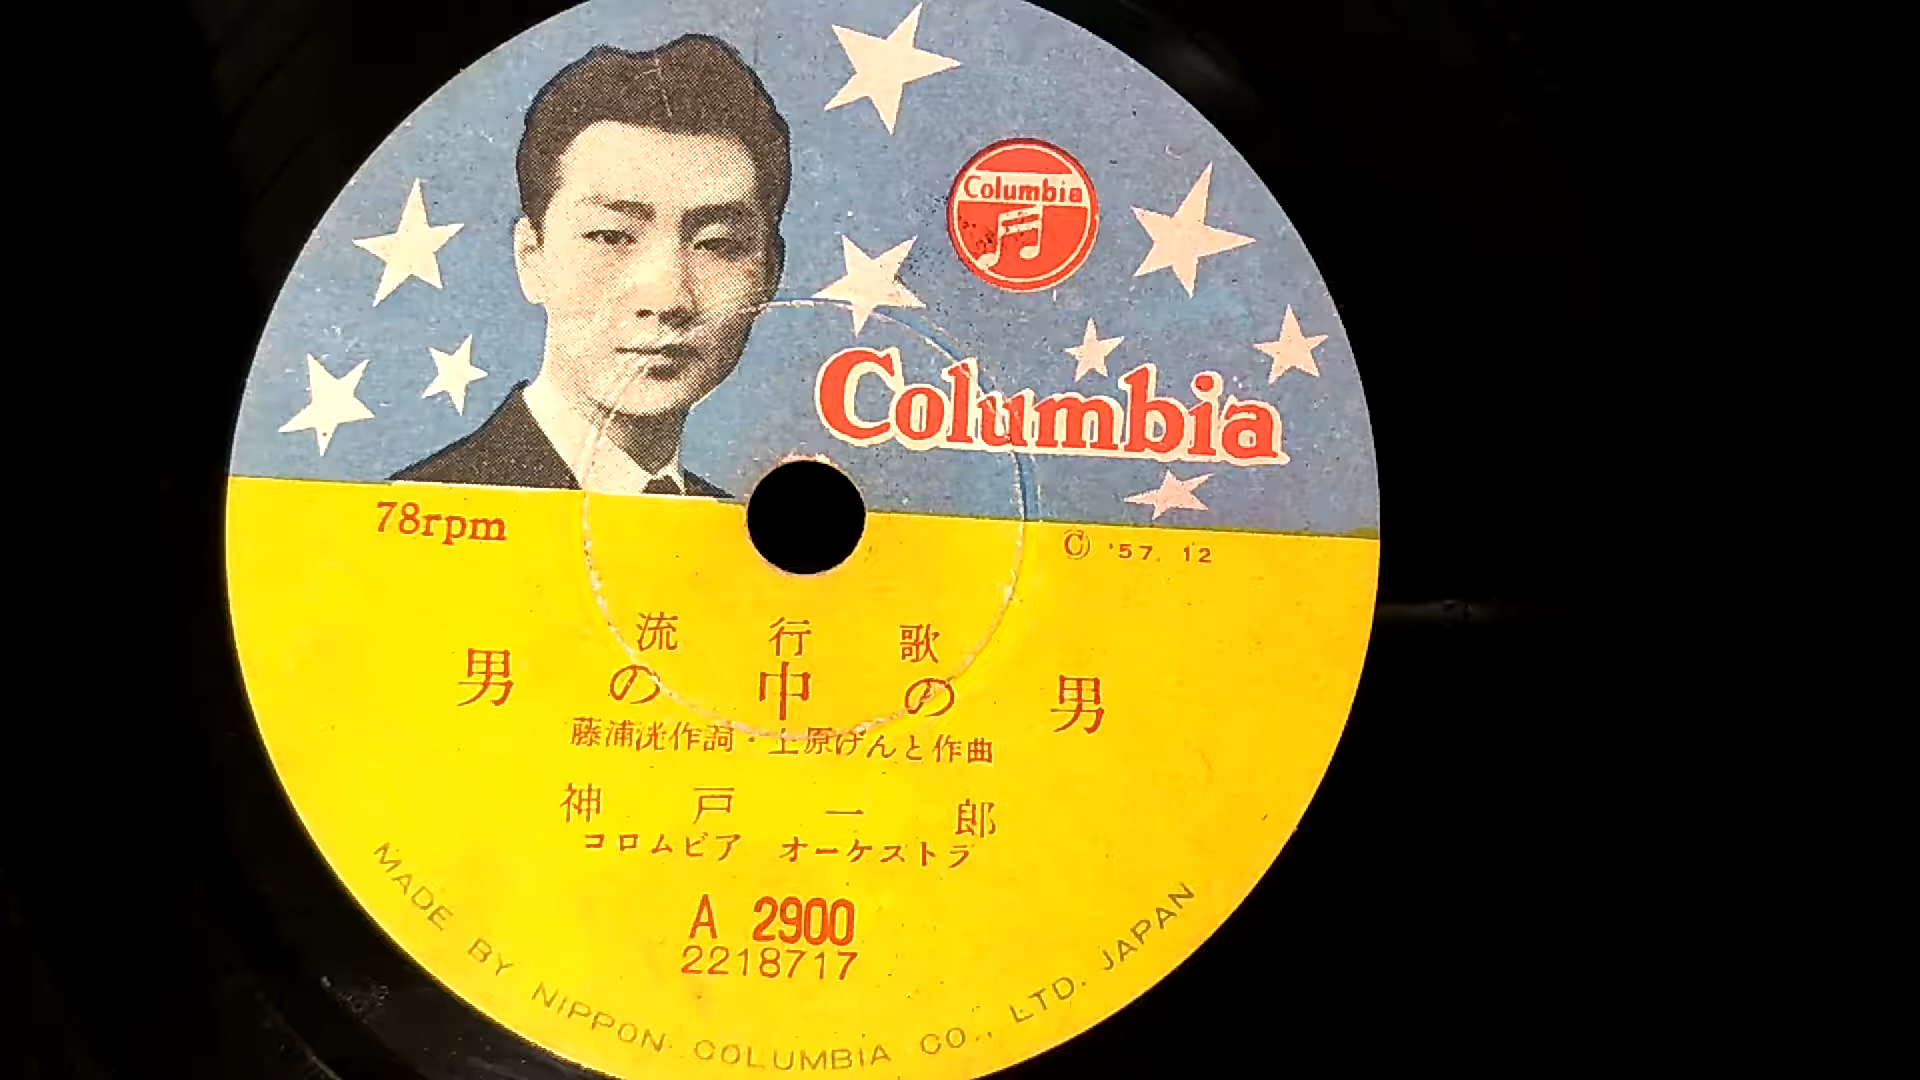 Columbia
Columbia
78rpm
Ⓒ '57. 12
流行歌
男の中の男
藤浦洸作詞・上原げんと作曲
神戸一郎
コロムビア オーケストラ
A 2900
2218717
MADE BY NIPPON COLUMBIA CO., LTD. JAPAN